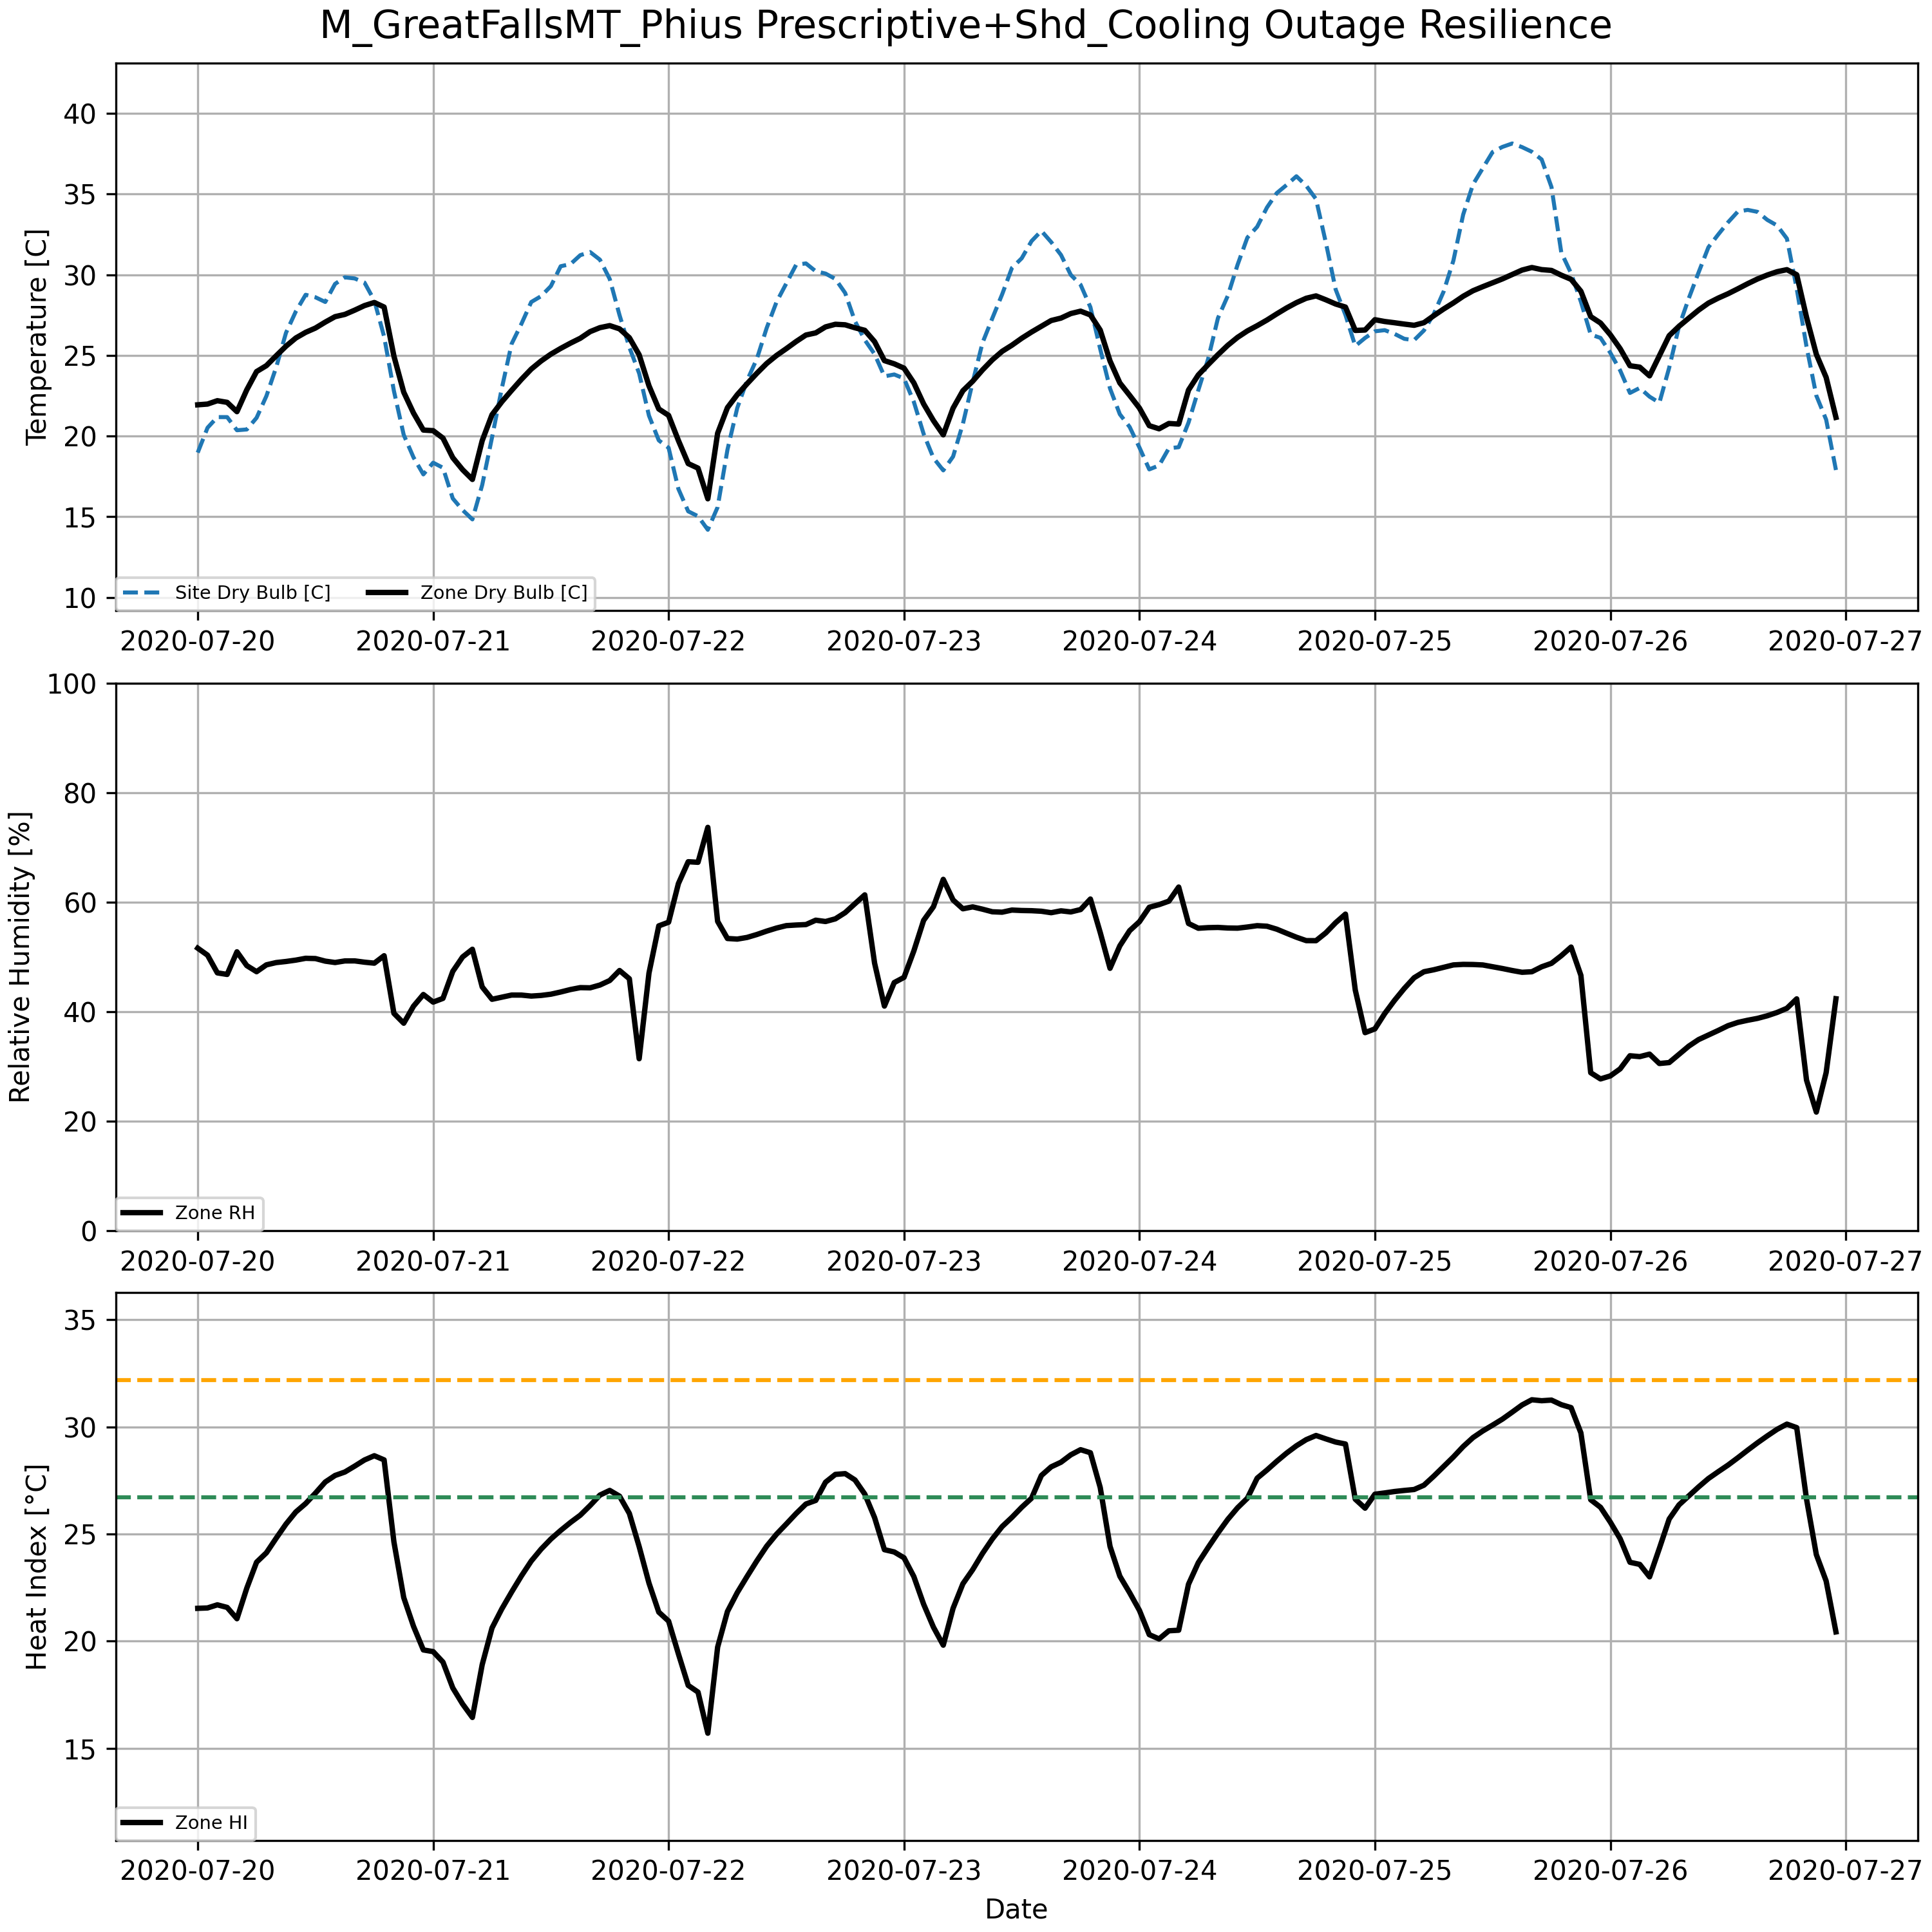 M_GreatFallsMT_Phius Prescriptive+Shd_Cooling Outage Resilience
Temperature [C]
40
35
30
25
20
15
10
Site Dry Bulb [C] Zone Dry Bulb [C]
2020-07-20 2020-07-21 2020-07-22 2020-07-23 2020-07-24 2020-07-25 2020-07-26 2020-07-27
Relative Humidity [%]
100
80
60
40
20
0
Zone RH
2020-07-20 2020-07-21 2020-07-22 2020-07-23 2020-07-24 2020-07-25 2020-07-26 2020-07-27
Heat Index [°C]
35
30
25
20
15
Zone HI
2020-07-20 2020-07-21 2020-07-22 2020-07-23 2020-07-24 2020-07-25 2020-07-26 2020-07-27
Date